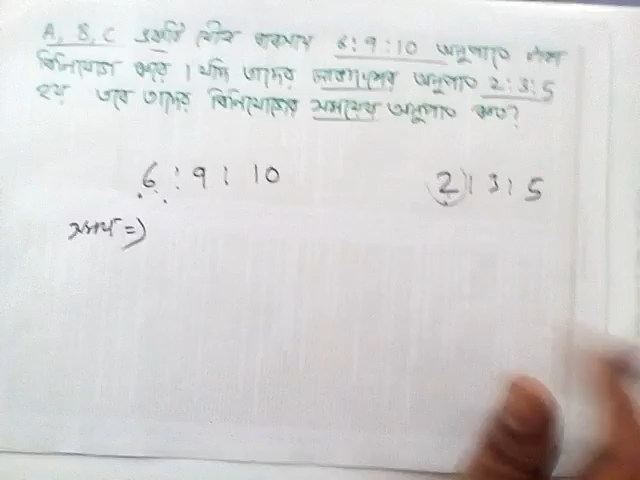 A, B, C একটি যৌথ ব্যবসায় 6:9:10 অনুপাতে টাকা
বিনিয়োগ করে। যদি তাদের লভ্যাংশের অনুপাত 2:3:5
হয় তবে তাদের বিনিয়োগের সময়ের অনুপাত কত?
6 : 9 : 10
2 : 3 : 5
সময় =)